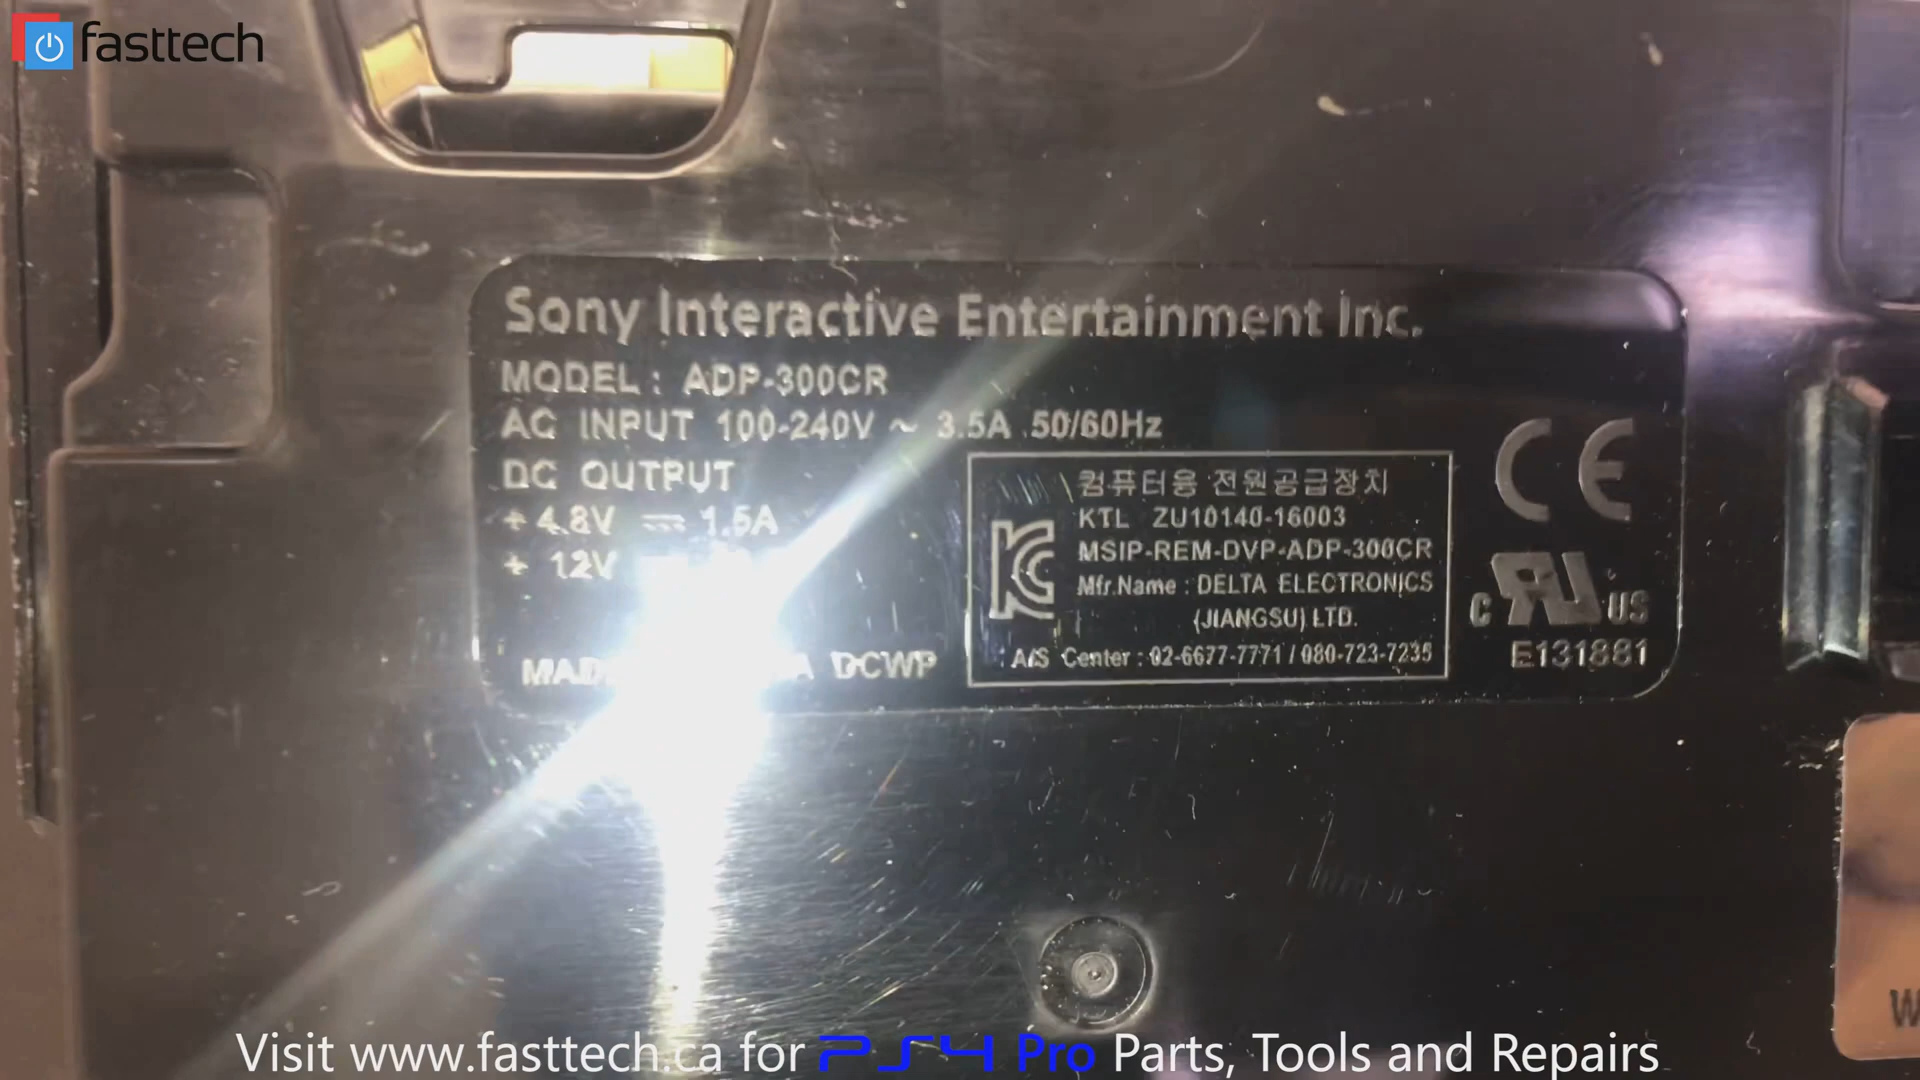 fasttech
Sony Interactive Entertainment Inc.
MODEL : ADP-300CR
AC INPUT 100-240V ~ 3.5A 50/60Hz
DC OUTPUT
+ 4.8V ⎓ 1.5A
+ 12V
DCWP
컴퓨터용 전원공급장치
KTL ZU10140-16003
MSIP-REM-DVP-ADP-300CR
Mfr.Name : DELTA ELECTRONICS
(JIANGSU) LTD.
A/S Center : 02-6677-7771 / 080-723-7235
CE
C RU US
E131881
Visit www.fasttech.ca for PS4 Pro Parts, Tools and Repairs